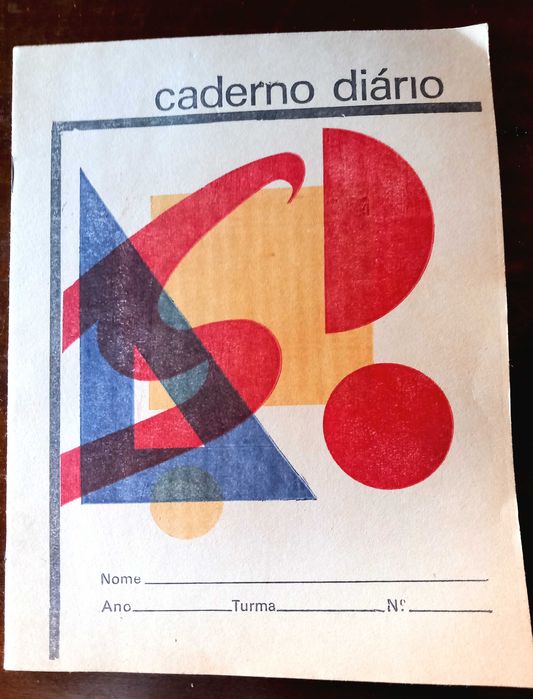 caderno diário
Nome
Ano Turma Nº